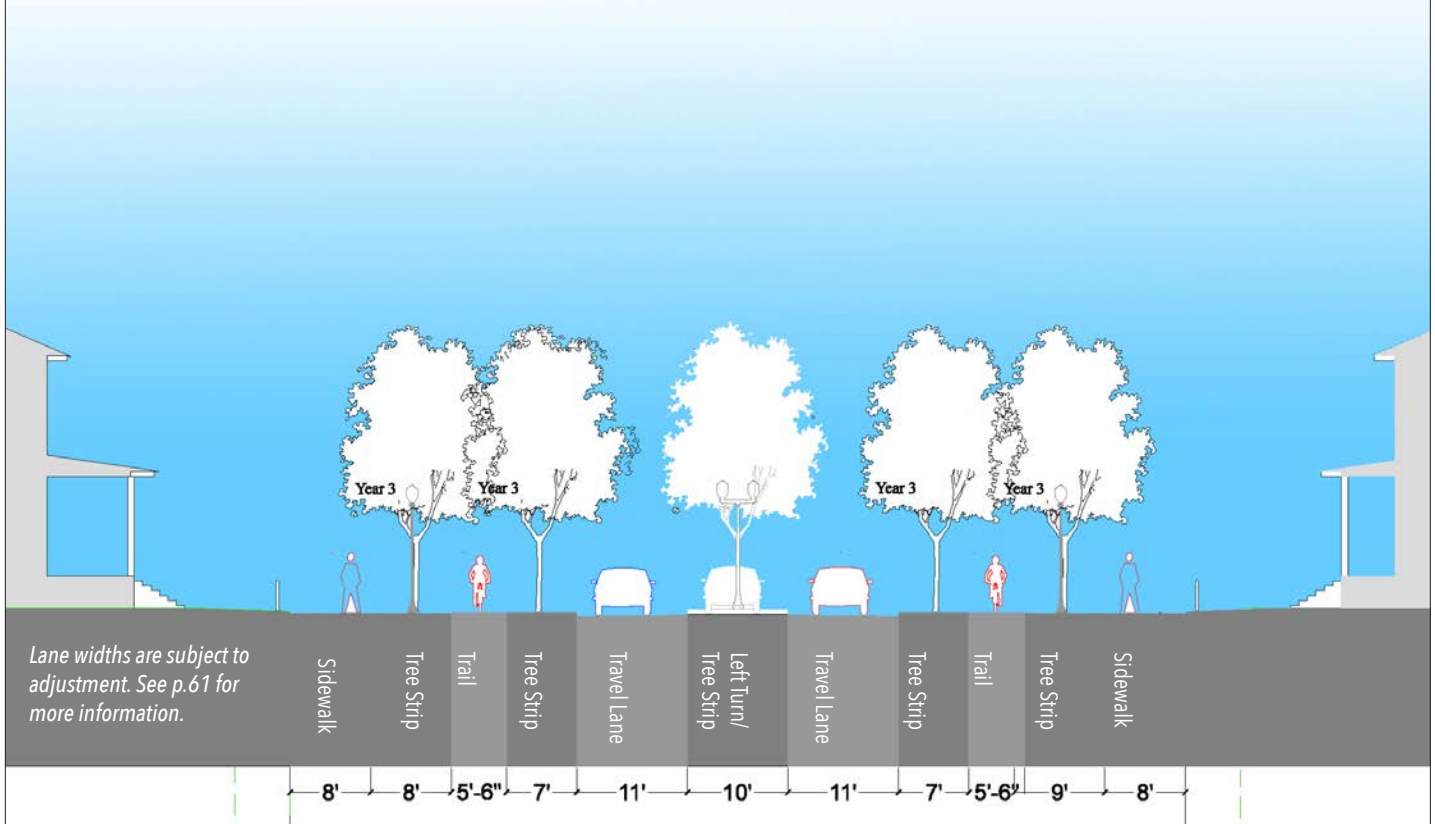 Year 3
Year 3
Year 3
Year 3
Lane widths are subject to
adjustment. See p.61 for
more information.
Sidewalk
Tree Strip
Trail
Tree Strip
Travel Lane
Left Turn/
Tree Strip
Travel Lane
Tree Strip
Trail
Tree Strip
Sidewalk
8' 8' 5'-6" 7' 11' 10' 11' 7' 5'-6" 9' 8'